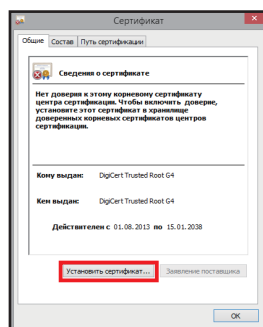 Сертификат
Общие Состав Путь сертификации
Сведения о сертификате
Нет доверия к этому корневому сертификату
центра сертификации. Чтобы включить доверие,
установите этот сертификат в хранилище
доверенных корневых сертификатов центров
сертификации.
Кому выдан: DigiCert Trusted Root G4
Кем выдан: DigiCert Trusted Root G4
Действителен с 01.08.2013 по 15.01.2038
Установить сертификат... Заявление поставщика
ОК